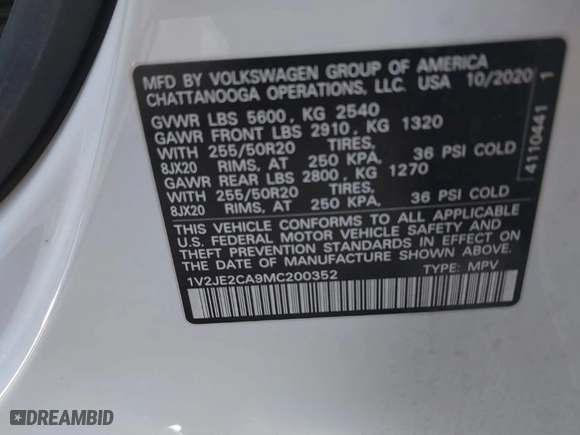 MFD BY VOLKSWAGEN GROUP OF AMERICA
CHATTANOOGA OPERATIONS, LLC. USA 10/2020
GVWR LBS 5600, KG 2540
GAWR FRONT LBS 2910, KG 1320
WITH 255/50R20 TIRES,
8JX20 RIMS, AT 250 KPA, 36 PSI COLD
GAWR REAR LBS 2800, KG 1270
WITH 255/50R20 TIRES,
8JX20 RIMS, AT 250 KPA, 36 PSI COLD
THIS VEHICLE CONFORMS TO ALL APPLICABLE
U.S. FEDERAL MOTOR VEHICLE SAFETY AND
THEFT PREVENTION STANDARDS IN EFFECT ON
THE DATE OF MANUFACTURE SHOWN ABOVE.
1V2JE2CA9MC200352 TYPE: MPV
4110441 1
DREAMBID